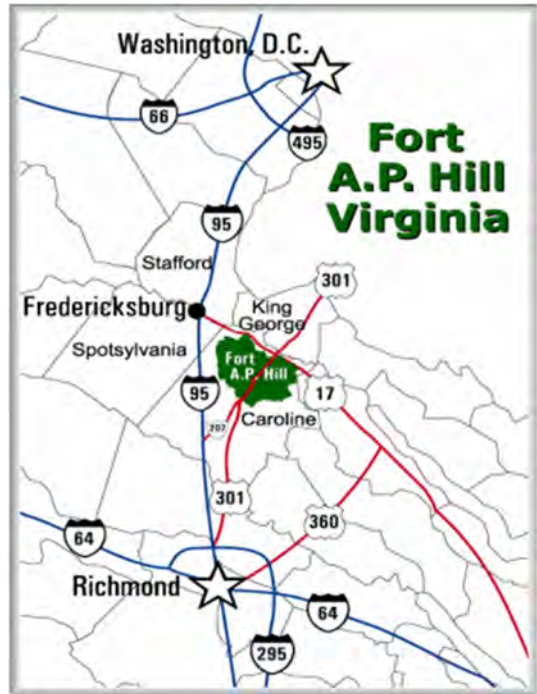 Washington, D.C.
66
495
Fort
A.P. Hill
Virginia
95
Stafford
301
Fredericksburg
King
George
Spotsylvania
Fort
A.P. Hill
95
17
207
Caroline
301
360
64
Richmond
64
295